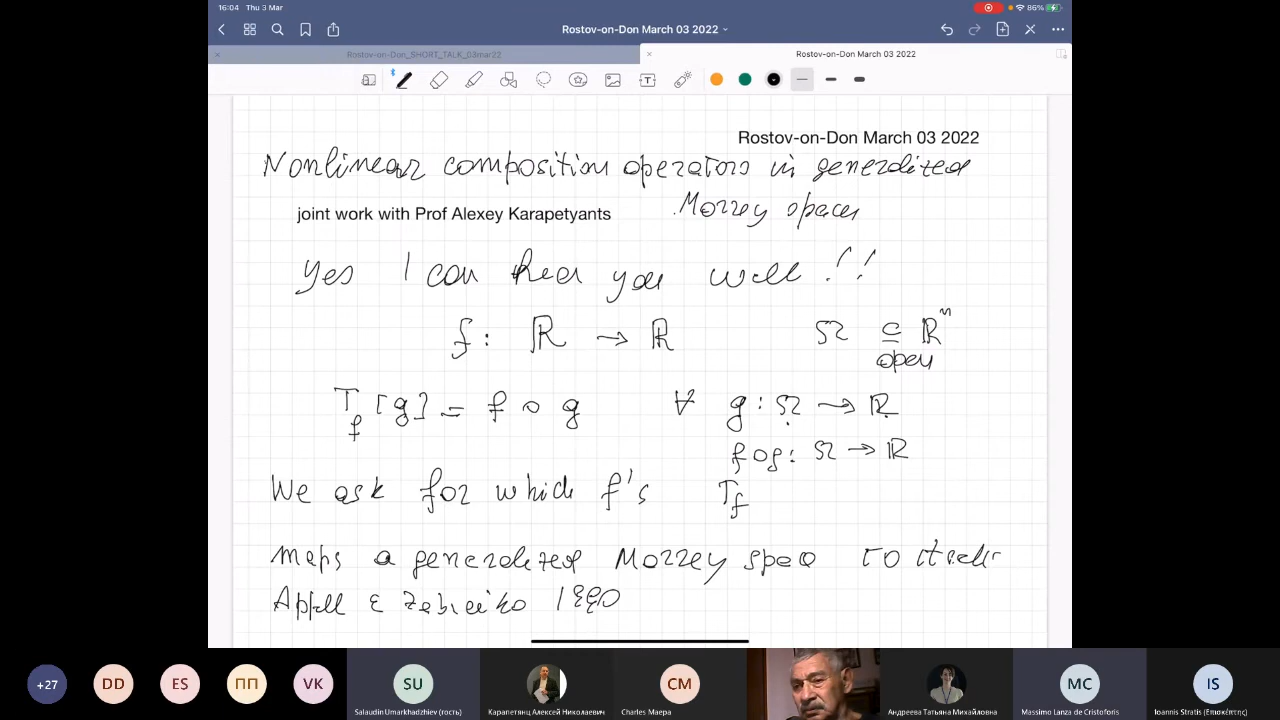 16:04 Thu 3 Mar
86%
Rostov-on-Don March 03 2022
Rostov-on-Don_SHORT_TALK_03mar22
Rostov-on-Don March 03 2022
Rostov-on-Don March 03 2022
Nonlinear composition operators in generalized
Morrey spaces
joint work with Prof Alexey Karapetyants
Yes I can hear you well !!
f: ℝ → ℝ Ω ⊆ ℝⁿ
open
T_f [g] = f ∘ g ∀ g: Ω → ℝ
f∘g: Ω → ℝ
We ask for which f's T_f
maps a generalized Morrey space to itself
Appell & Zabreiko 1990
+27
DD
ES
ПП
VK
SU
CM
MC
IS
Salaudin Umarkhadzhiev (гость)
Карапетянц Алексей Николаевич
Charles Maepa
Андреева Татьяна Михайловна
Massimo Lanza de Cristoforis
Ioannis Stratis (Επισκέπτης)